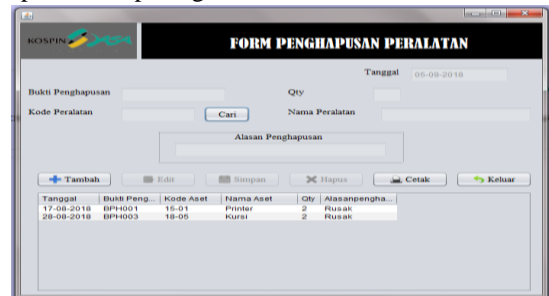 KOSPIN JASA FORM PENGHAPUSAN PERALATAN
Tanggal 05-09-2018
Bukti Penghapusan Qty
Kode Peralatan Cari Nama Peralatan
Alasan Penghapusan
Tambah Edit Simpan Hapus Cetak Keluar
Tanggal Bukti Peng... Kode Aset Nama Aset Qty Alasanpengha...
17-08-2018 BPH001 15-01 Printer 2 Rusak
28-08-2018 BPH003 18-05 Kursi 2 Rusak